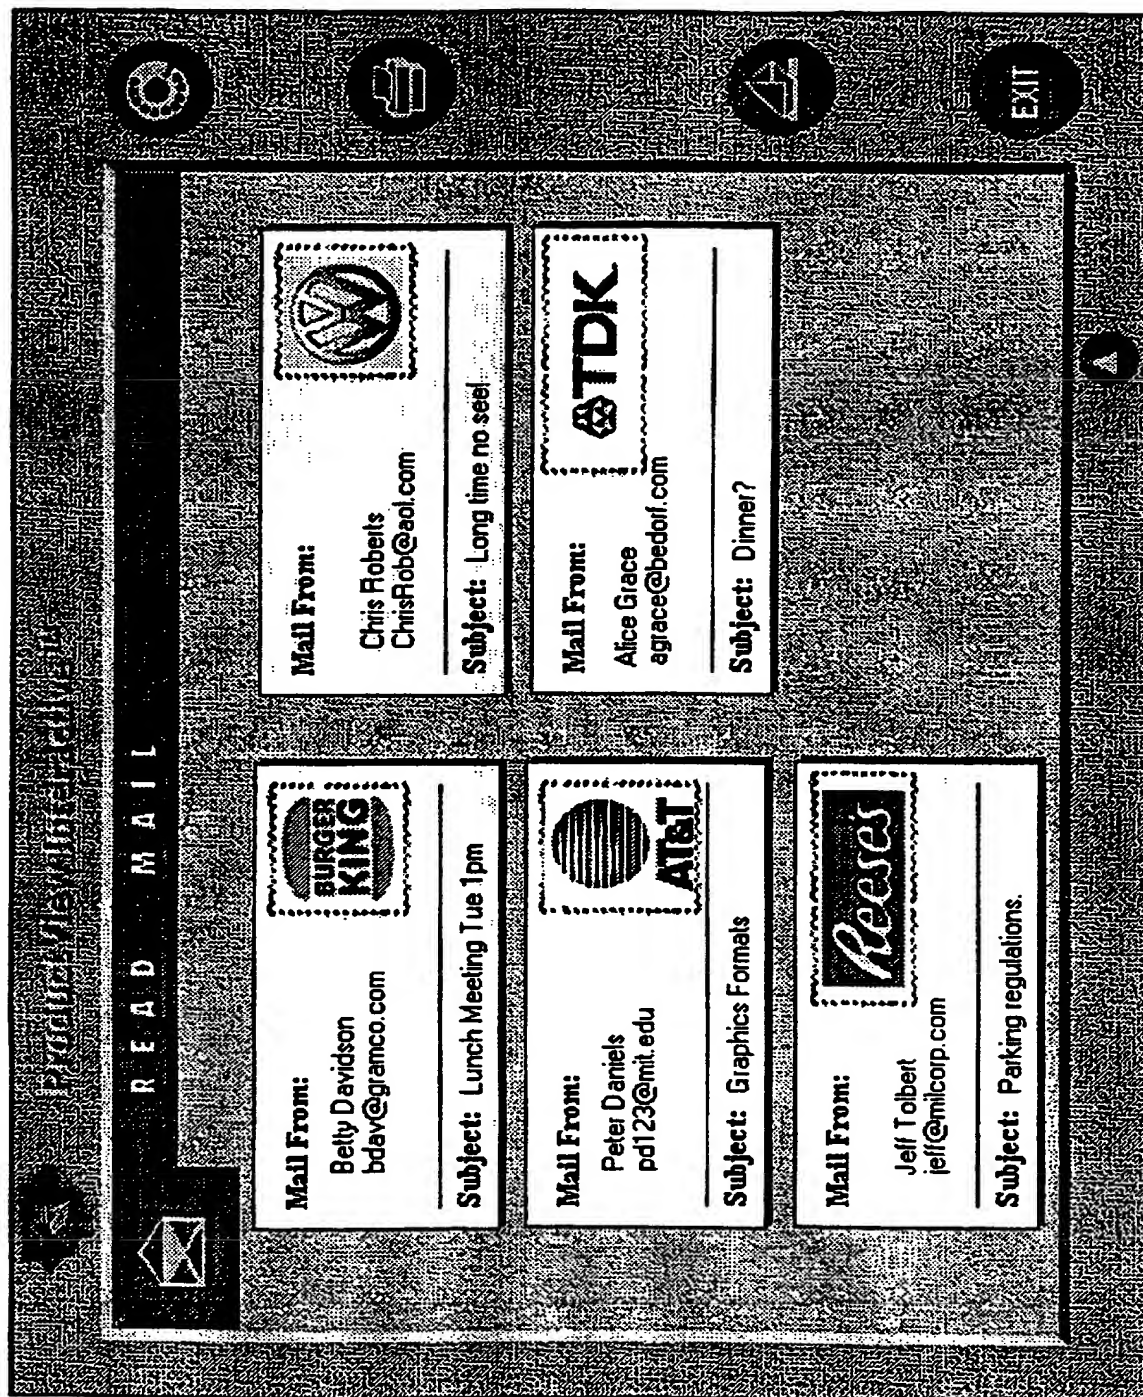 ProductViewInteractive
READ MAIL
EXIT
Mail From:
BURGER
KING
Betty Davidson
bdav@gramco.com
Subject: Lunch Meeting Tue 1pm
Mail From:
Chris Roberts
ChrisRob@aol.com
Subject: Long time no see!
Mail From:
AT&T
Peter Daniels
pd123@mit.edu
Subject: Graphics Formats
Mail From:
TDK
Alice Grace
agrace@bedorf.com
Subject: Dinner?
Mail From:
Reese's
Jeff Tolbert
jeff@milcorp.com
Subject: Parking regulations.